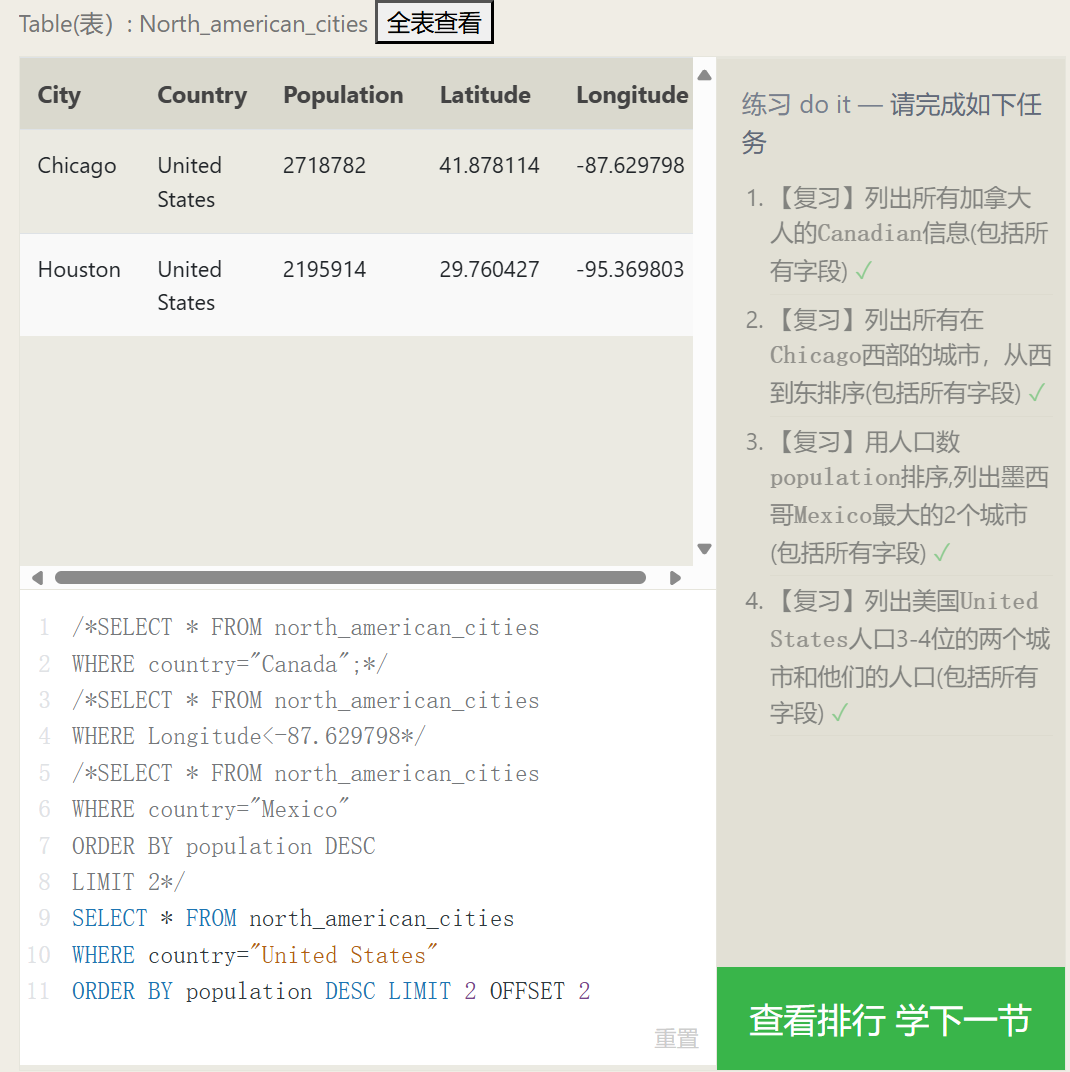 Table(表）: North_american_cities 全表查看
City Country Population Latitude Longitude
Chicago United States 2718782 41.878114 -87.629798
Houston United States 2195914 29.760427 -95.369803
练习 do it — 请完成如下任
务
1. 【复习】列出所有加拿大
人的Canadian信息(包括所
有字段) ✓
2. 【复习】列出所有在
Chicago西部的城市，从西
到东排序(包括所有字段) ✓
3. 【复习】用人口数
population排序,列出墨西
哥Mexico最大的2个城市
(包括所有字段) ✓
4. 【复习】列出美国United
States人口3-4位的两个城
市和他们的人口(包括所有
字段) ✓
1 /*SELECT * FROM north_american_cities
2 WHERE country="Canada";*/
3 /*SELECT * FROM north_american_cities
4 WHERE Longitude<-87.629798*/
5 /*SELECT * FROM north_american_cities
6 WHERE country="Mexico"
7 ORDER BY population DESC
8 LIMIT 2*/
9 SELECT * FROM north_american_cities
10 WHERE country="United States"
11 ORDER BY population DESC LIMIT 2 OFFSET 2
重置
查看排行 学下一节